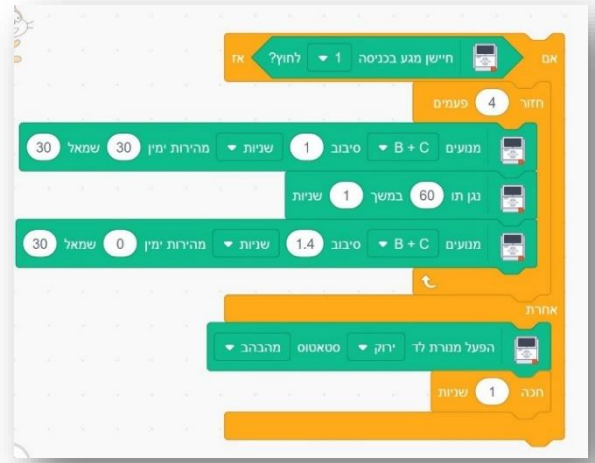 אם חיישן מגע בכניסה 1 לחוץ? אז
חזור 4 פעמים
מנועים B + C סיבוב 1 שניות מהירות ימין 30 שמאל 30
נגן תו 60 במשך 1 שניות
מנועים B + C סיבוב 1.4 שניות מהירות ימין 0 שמאל 30
אחרת
הפעל מנורת לד ירוק סטאטוס מהבהב
חכה 1 שניות